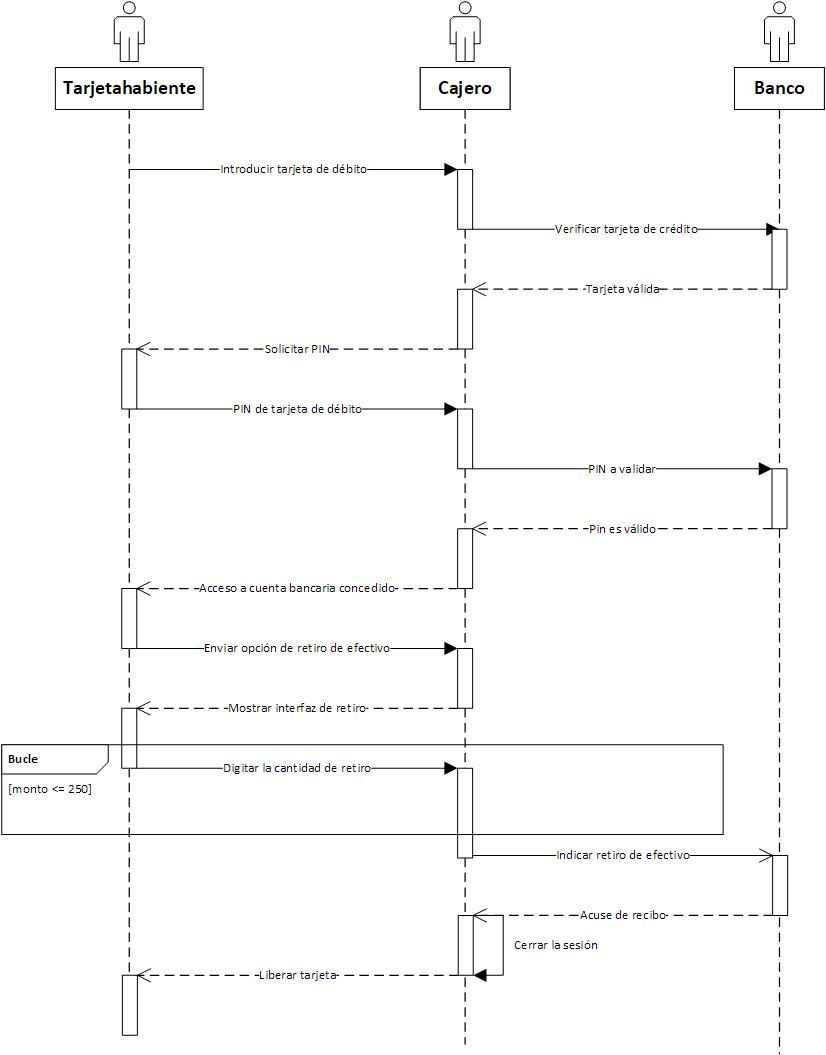 Tarjetahabiente
Cajero
Banco
Introducir tarjeta de débito
Verificar tarjeta de crédito
Tarjeta válida
Solicitar PIN
PIN de tarjeta de débito
PIN a validar
Pin es válido
Acceso a cuenta bancaria concedido
Enviar opción de retiro de efectivo
Mostrar interfaz de retiro
Bucle
Digitar la cantidad de retiro
[monto <= 250]
Indicar retiro de efectivo
Acuse de recibo
Cerrar la sesión
Liberar tarjeta